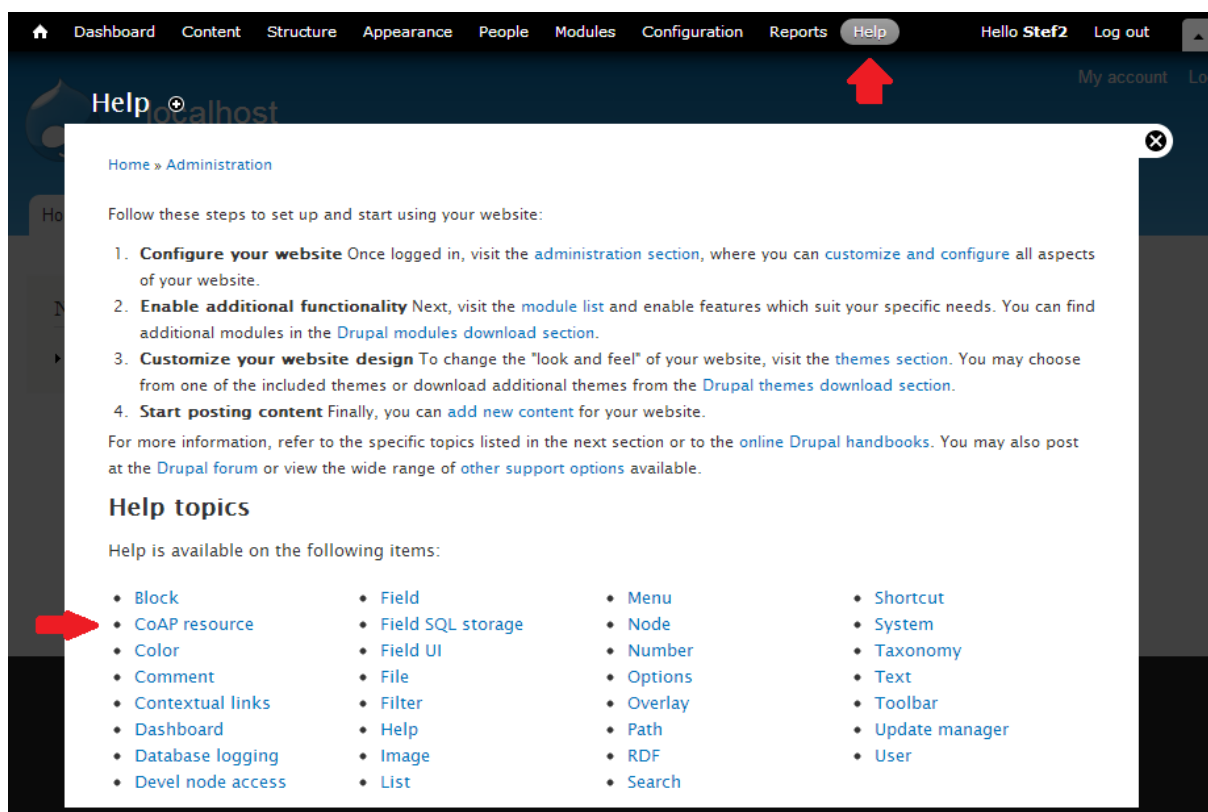 Dashboard Content Structure Appearance People Modules Configuration Reports Help Hello Stef2 Log out
My account Lo
Help
localhost
Home » Administration
Ho
Follow these steps to set up and start using your website:
1. Configure your website Once logged in, visit the administration section, where you can customize and configure all aspects
of your website.
2. Enable additional functionality Next, visit the module list and enable features which suit your specific needs. You can find
additional modules in the Drupal modules download section.
3. Customize your website design To change the "look and feel" of your website, visit the themes section. You may choose
from one of the included themes or download additional themes from the Drupal themes download section.
4. Start posting content Finally, you can add new content for your website.
For more information, refer to the specific topics listed in the next section or to the online Drupal handbooks. You may also post
at the Drupal forum or view the wide range of other support options available.
Help topics
Help is available on the following items:
• Block
• CoAP resource
• Color
• Comment
• Contextual links
• Dashboard
• Database logging
• Devel node access
• Field
• Field SQL storage
• Field UI
• File
• Filter
• Help
• Image
• List
• Menu
• Node
• Number
• Options
• Overlay
• Path
• RDF
• Search
• Shortcut
• System
• Taxonomy
• Text
• Toolbar
• Update manager
• User